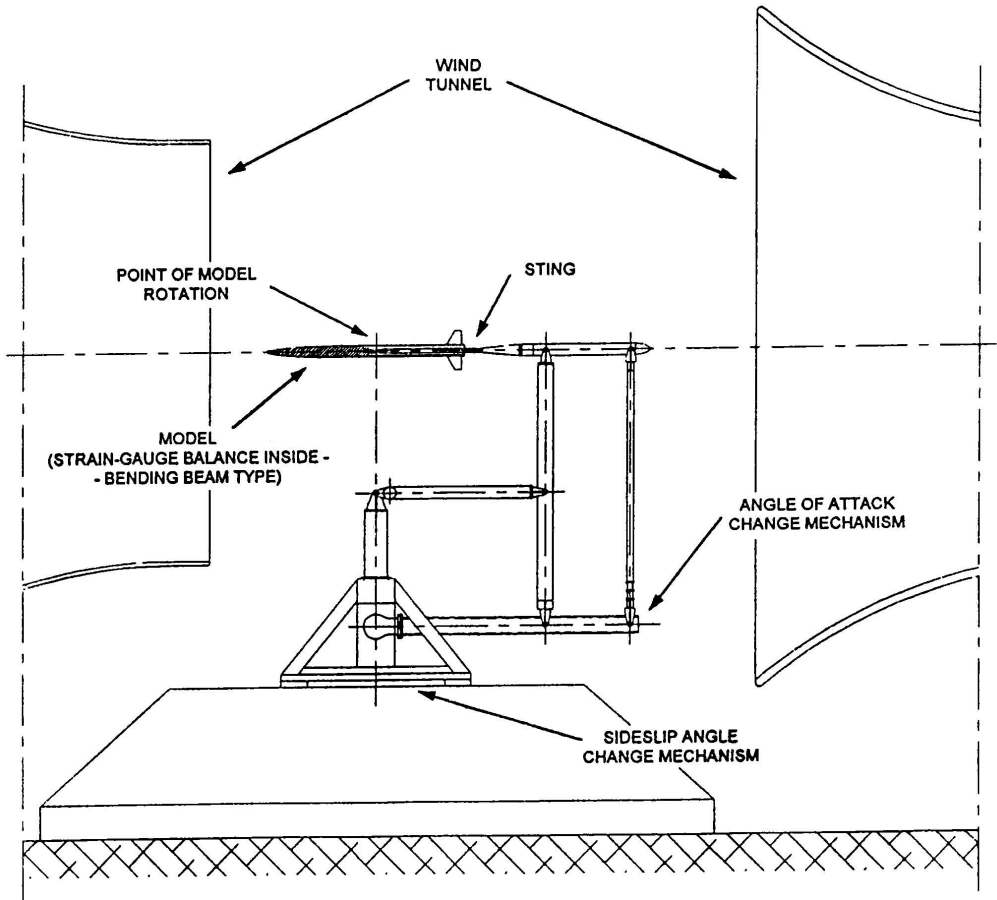 WIND
TUNNEL
POINT OF MODEL
ROTATION
STING
MODEL
(STRAIN-GAUGE BALANCE INSIDE -
- BENDING BEAM TYPE)
ANGLE OF ATTACK
CHANGE MECHANISM
SIDESLIP ANGLE
CHANGE MECHANISM